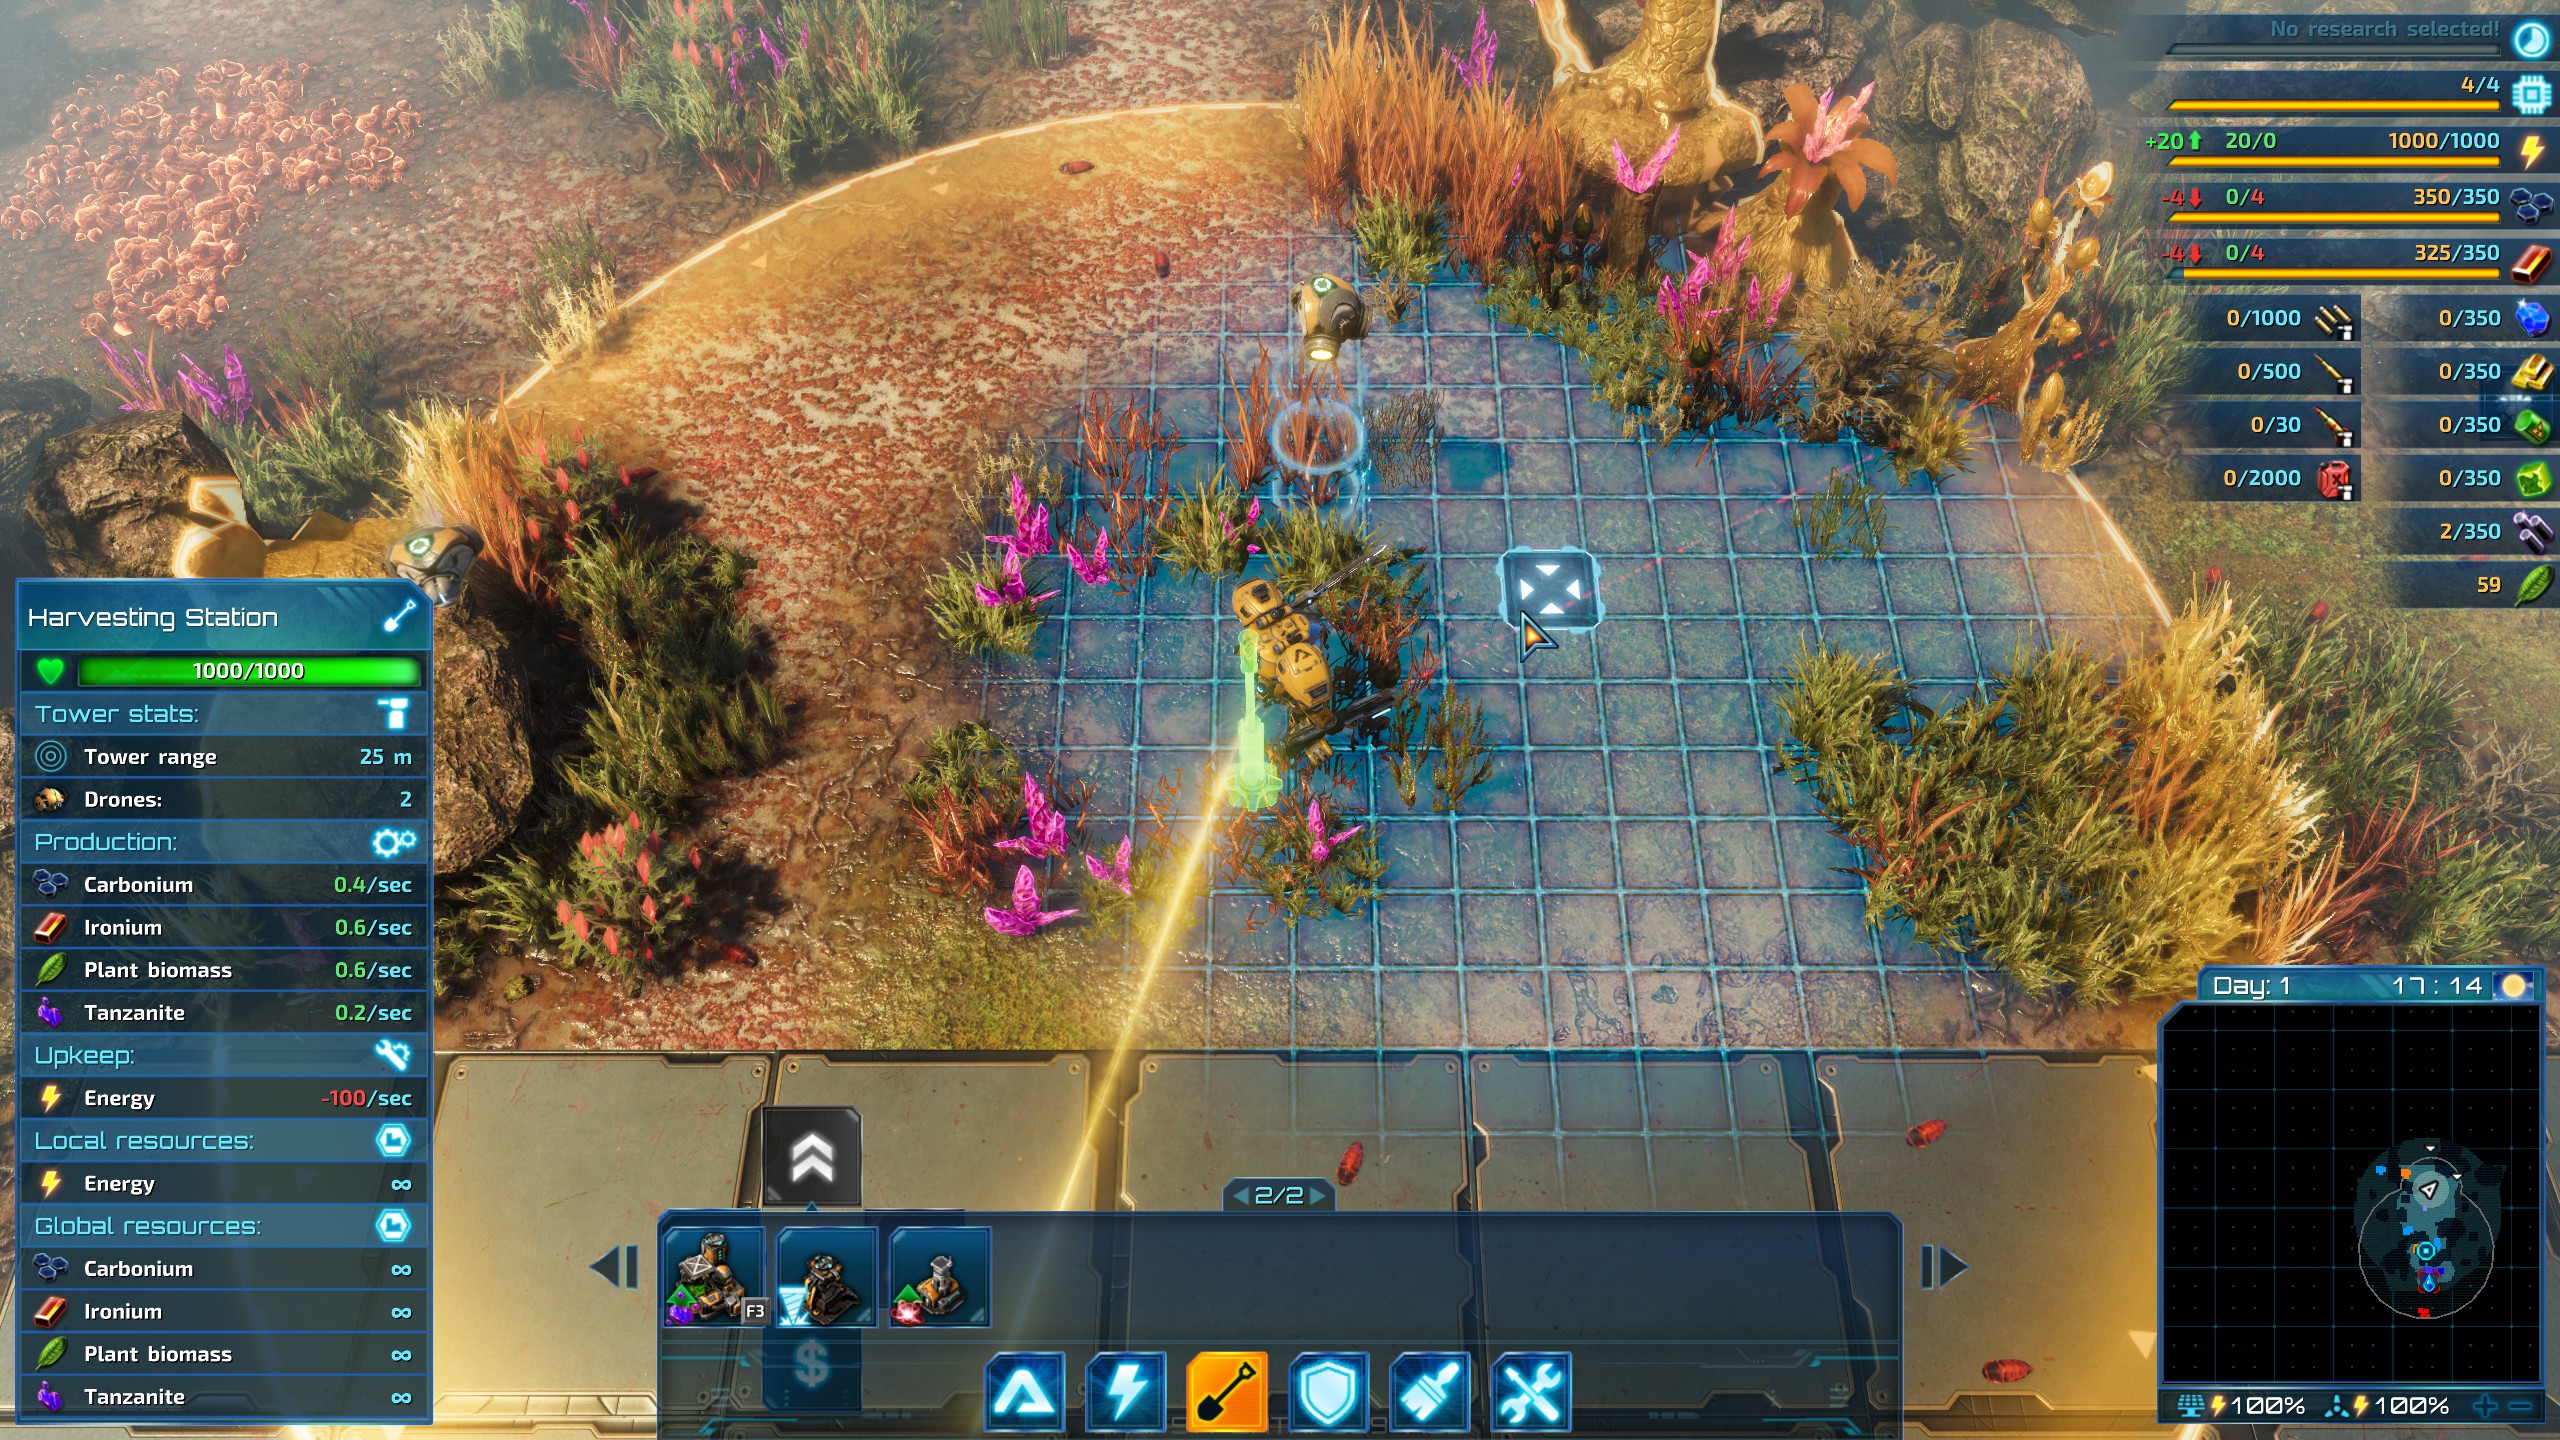 No research selected!
4/4
+20 20/0 1000/1000
-4 0/4 350/350
-4 0/4 325/350
0/1000 0/350
0/500 0/350
0/30 0/350
0/2000 0/350
2/350
59
Harvesting Station
1000/1000
Tower stats:
Tower range 25 m
Drones: 2
Production:
Carbonium 0.4/sec
Ironium 0.6/sec
Plant biomass 0.6/sec
Tanzanite 0.2/sec
Upkeep:
Energy -100/sec
Local resources:
Energy ∞
Global resources:
Carbonium ∞
Ironium ∞
Plant biomass ∞
Tanzanite ∞
2/2
F3
$
Day: 1 17:14
100% 100%